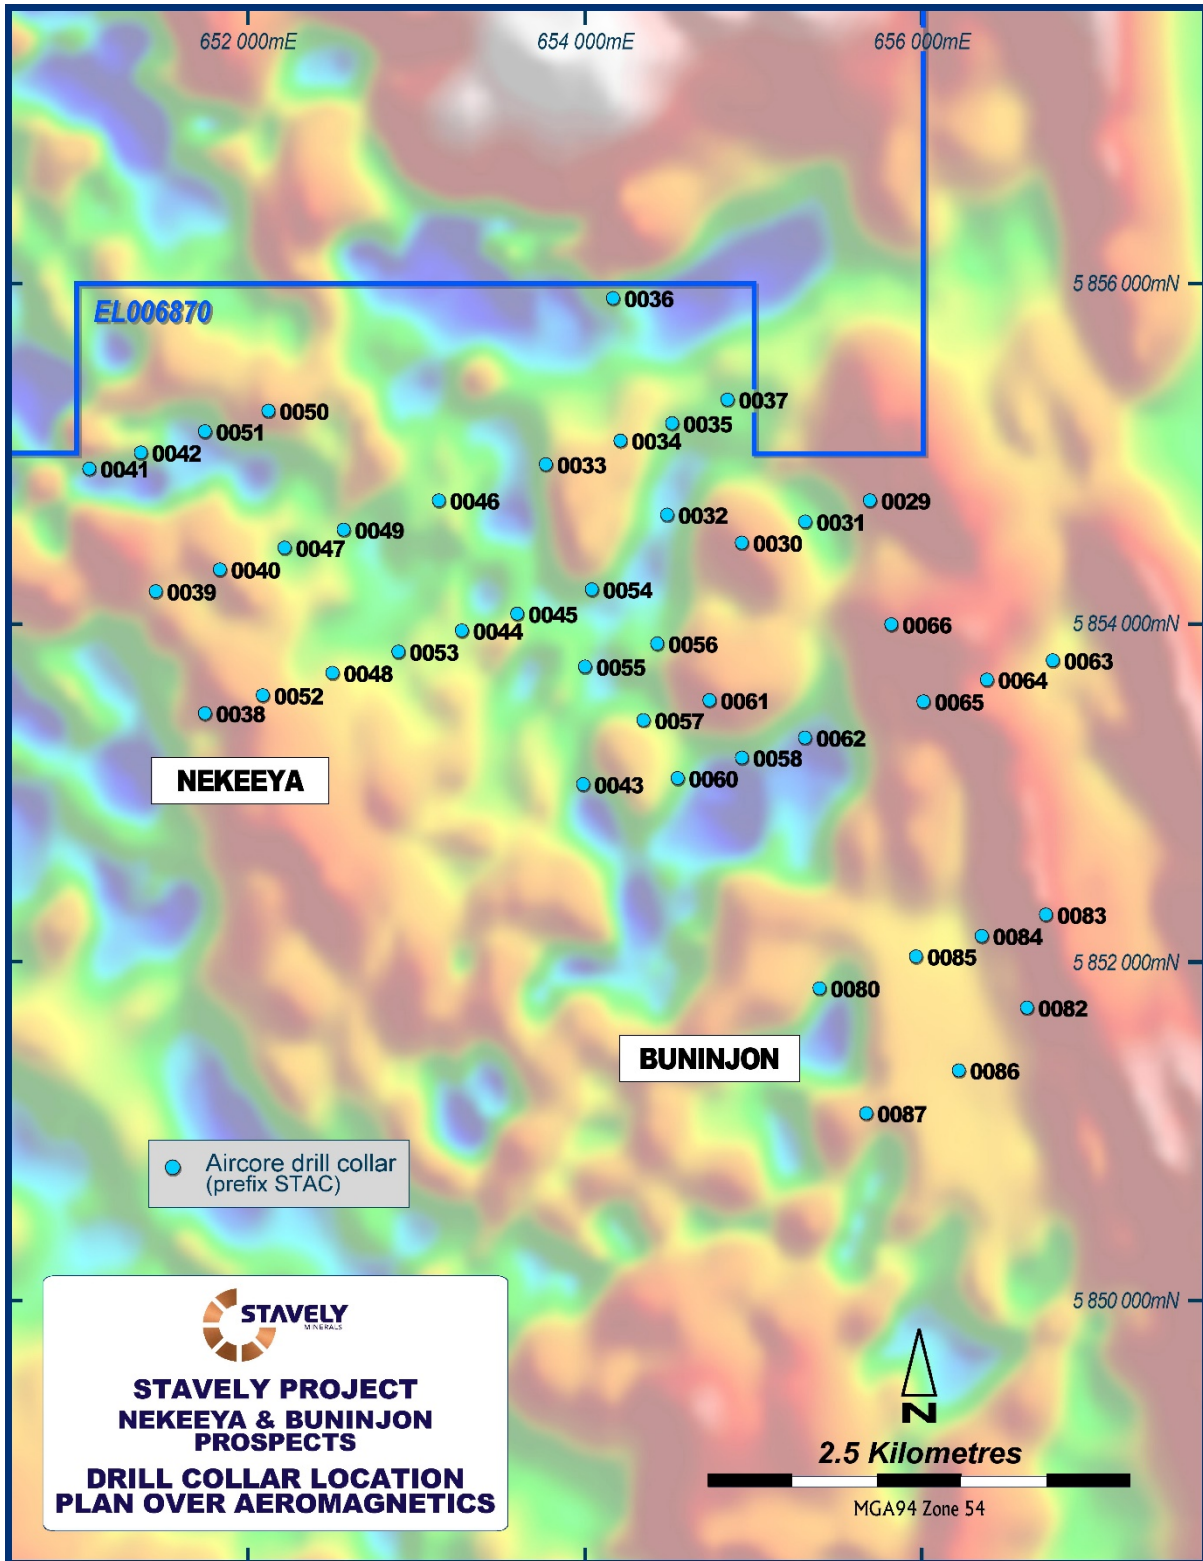 652 000mE
654 000mE
656 000mE
5 856 000mN
EL006870
0036
0037
0050
0051
0035
0034
0042
0041
0033
0046
0029
0032
0031
0049
0030
0047
0040
0039
0054
0045
0066
5 854 000mN
0044
0056
0053
0063
0055
0048
0064
0052
0061
0065
0038
0057
0062
0058
NEKEEYA
0060
0043
0083
0084
0085
5 852 000mN
0080
0082
BUNINJON
0086
0087
Aircore drill collar
(prefix STAC)
5 850 000mN
STAVELY
MINERALS
STAVELY PROJECT
NEKEEYA & BUNINJON
PROSPECTS
DRILL COLLAR LOCATION
PLAN OVER AEROMAGNETICS
N
2.5 Kilometres
MGA94 Zone 54